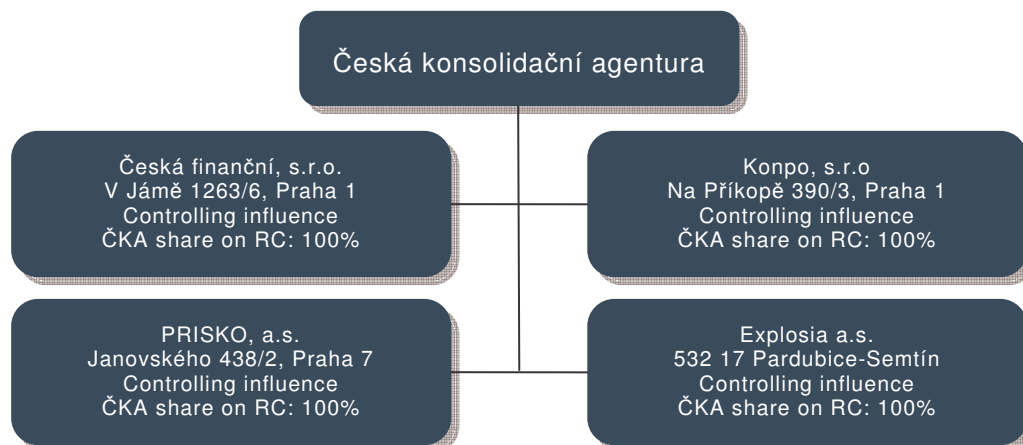 Česká konsolidační agentura
Česká finanční, s.r.o.
V Jámě 1263/6, Praha 1
Controlling influence
ČKA share on RC: 100%
Konpo, s.r.o
Na Příkopě 390/3, Praha 1
Controlling influence
ČKA share on RC: 100%
PRISKO, a.s.
Janovského 438/2, Praha 7
Controlling influence
ČKA share on RC: 100%
Explosia a.s.
532 17 Pardubice-Semtín
Controlling influence
ČKA share on RC: 100%